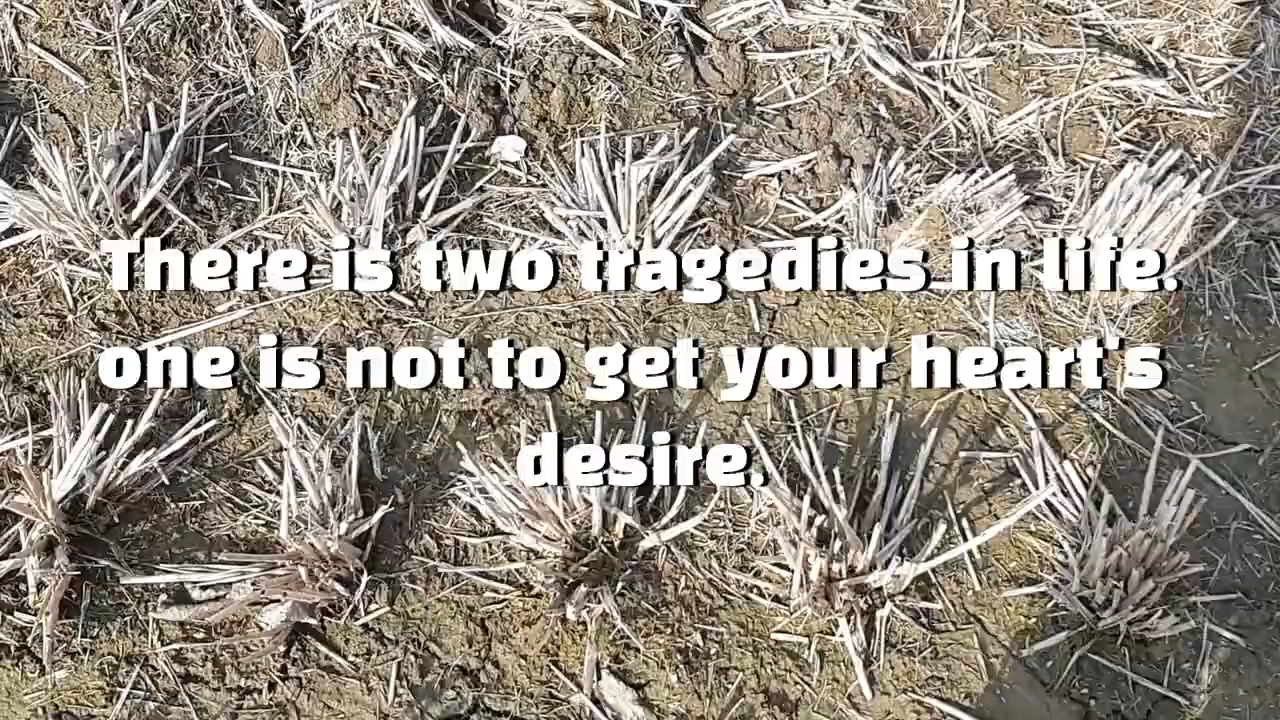 There is two tragedies in life.
one is not to get your heart's
desire.